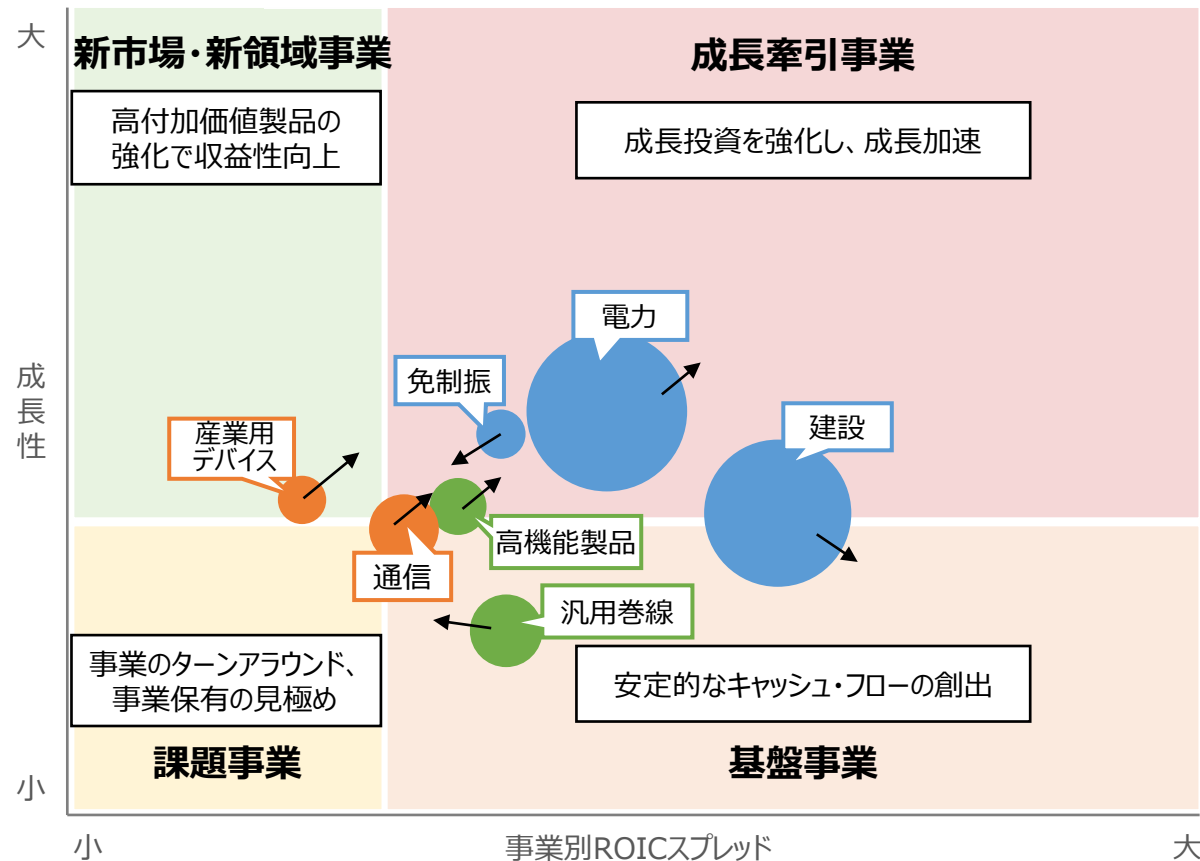 大
新市場・新領域事業
成長牽引事業
高付加価値製品の
強化で収益性向上
成長投資を強化し、成長加速
電力
免制振
成長性
産業用
デバイス
建設
高機能製品
通信
汎用巻線
事業のターンアラウンド、
事業保有の見極め
安定的なキャッシュ・フローの創出
課題事業
基盤事業
小
小
事業別ROICスプレッド
大